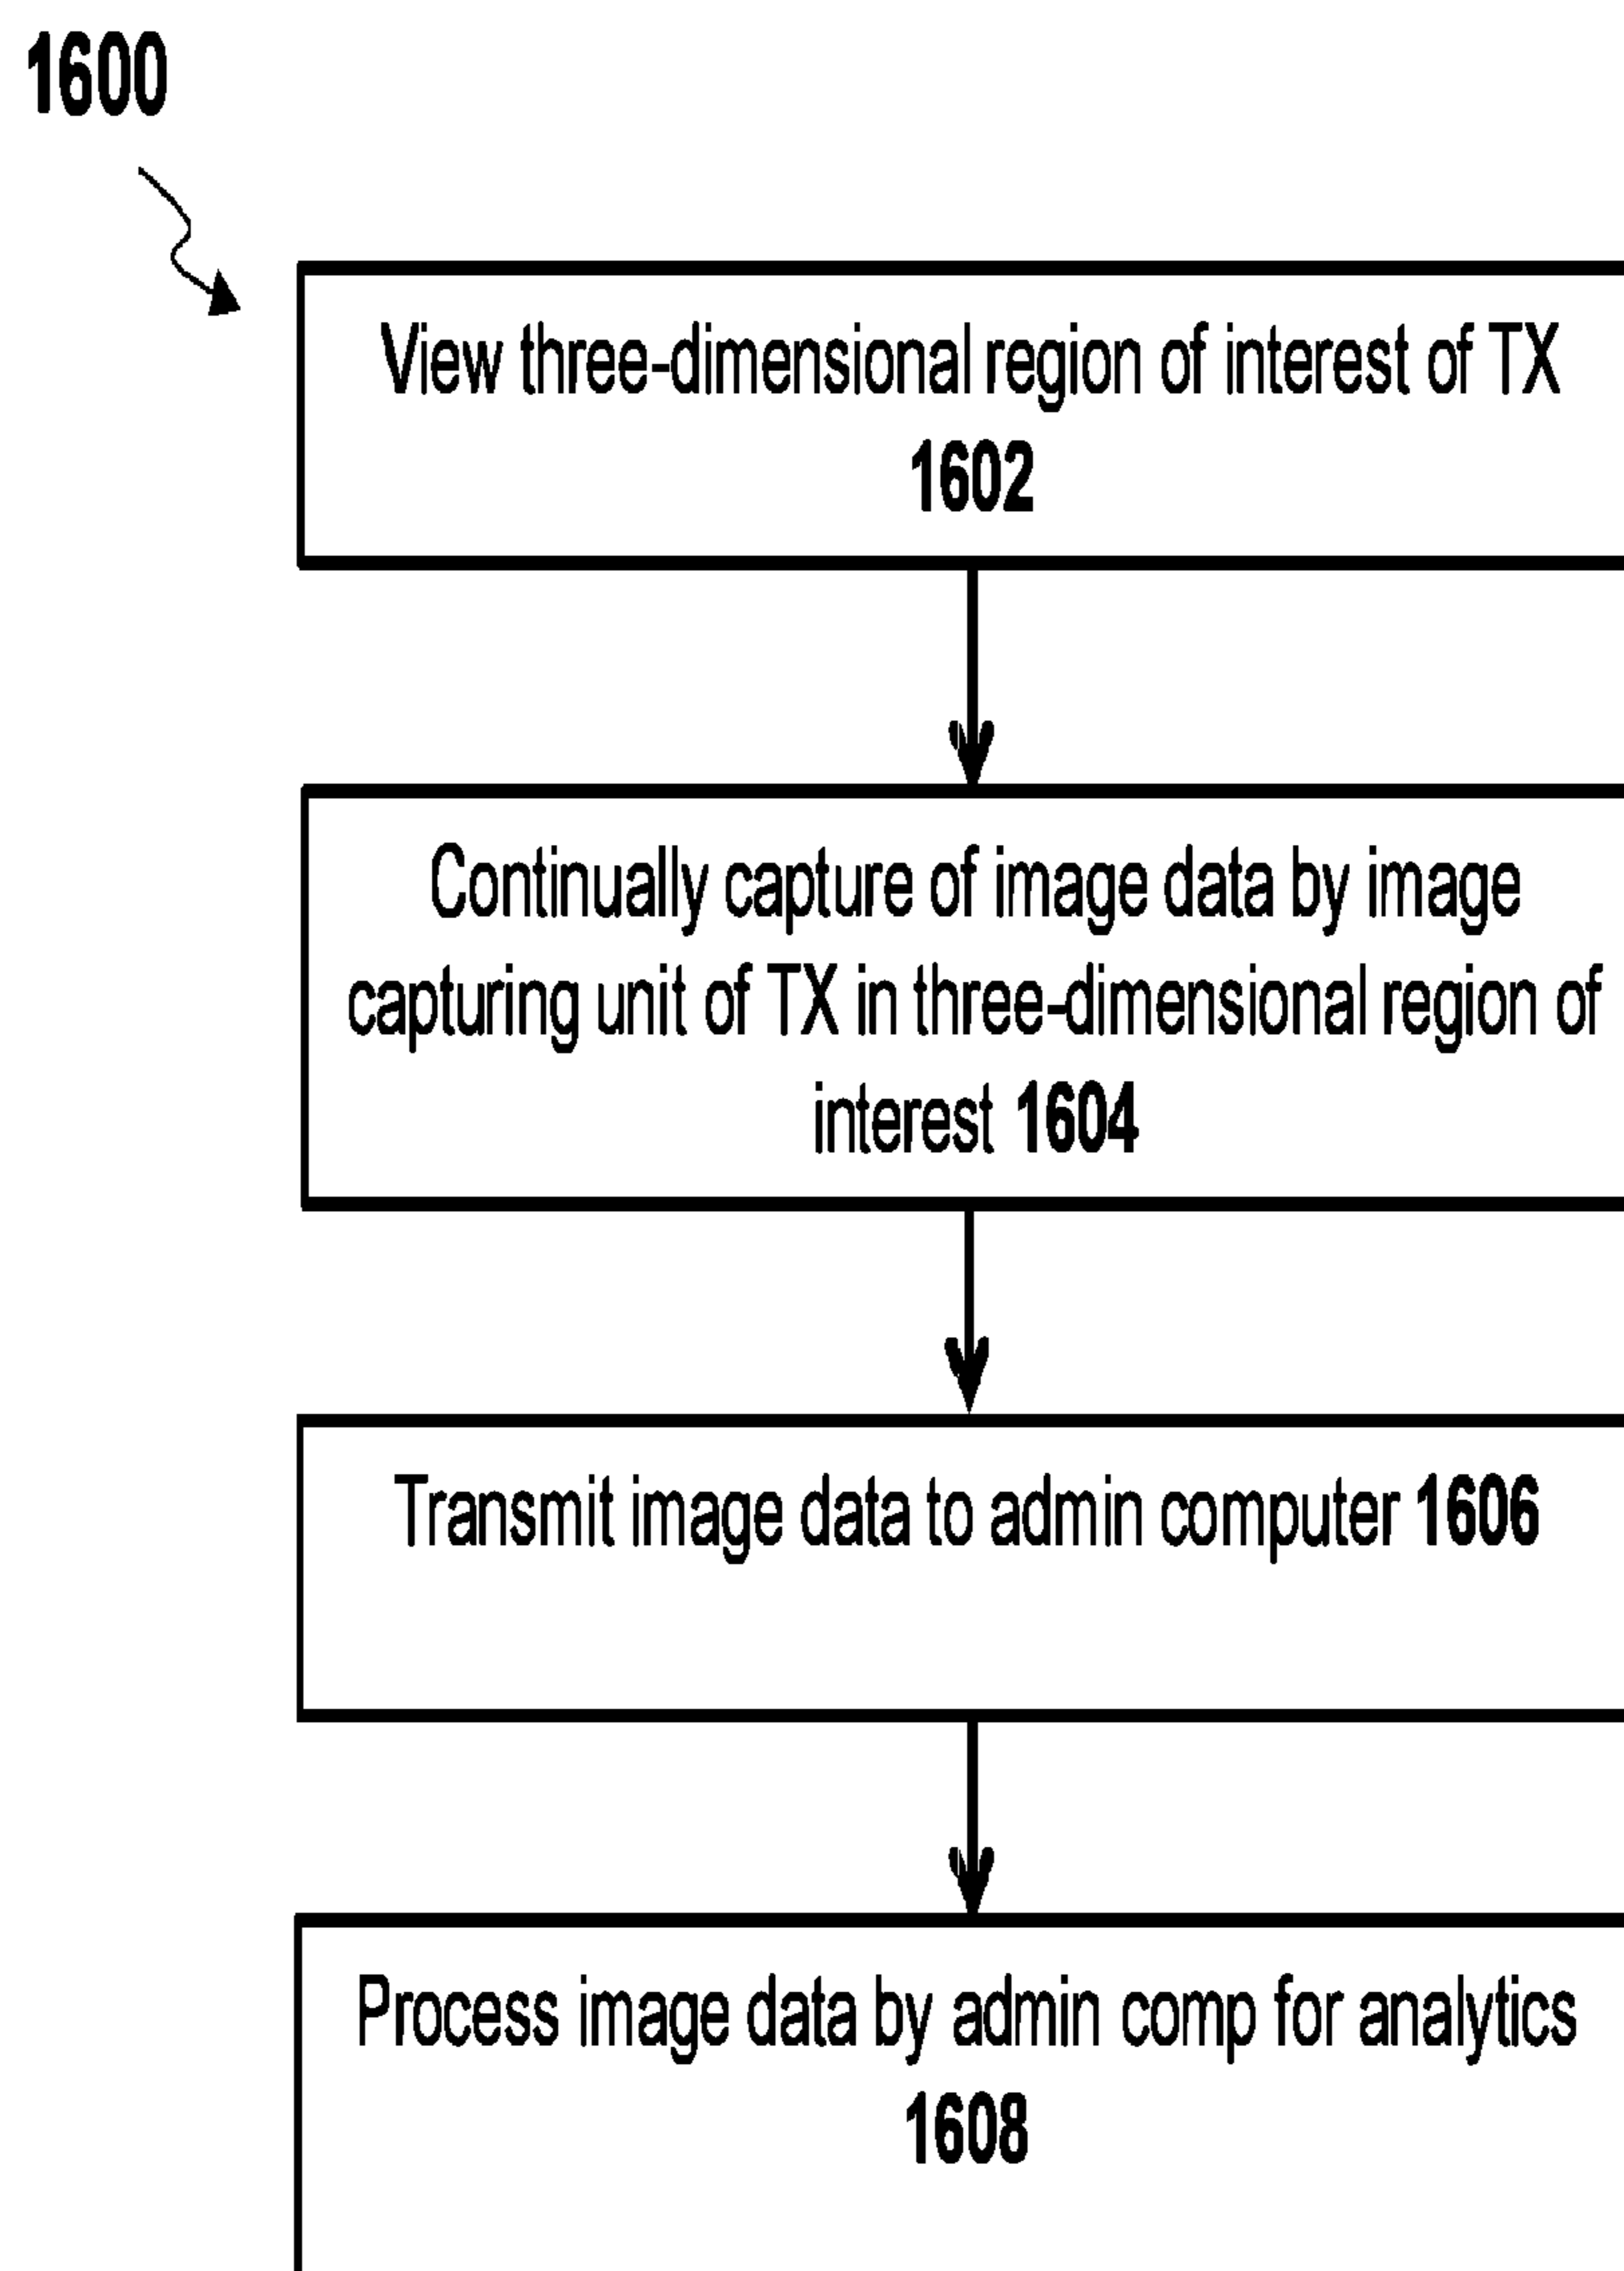 1600
View three-dimensional region of interest of TX
1602
Continually capture of image data by image
capturing unit of TX in three-dimensional region of
interest 1604
Transmit image data to admin computer 1606
Process image data by admin comp for analytics
1608